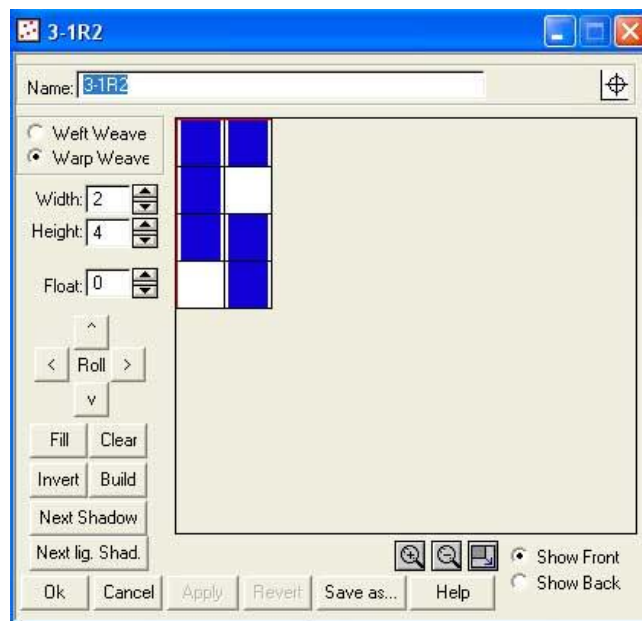 3-1R2
Name: 3-1R2
Weft Weave
Warp Weave
Width: 2
Height: 4
Float: 0
^
< Roll >
v
Fill Clear
Invert Build
Next Shadow
Next lig. Shad.
Show Front
Show Back
Ok Cancel Apply Revert Save as... Help